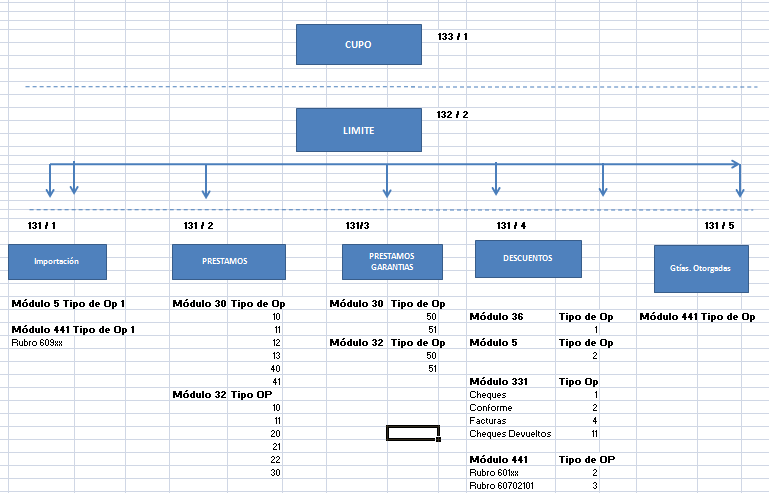 CUPO
133 / 1
LIMITE
132 / 2
131 / 1
131 / 2
131/3
131 / 4
131 / 5
Importación
PRESTAMOS
PRESTAMOS
GARANTIAS
DESCUENTOS
Gtías. Otorgadas
Módulo 5 Tipo de Op 1
Módulo 441 Tipo de Op 1
Rubro 609xx
Módulo 30 Tipo de Op
10
11
12
13
40
41
Módulo 32 Tipo OP
10
11
20
21
22
30
Módulo 30 Tipo de Op
50
51
Módulo 32 Tipo de Op
50
51
Módulo 36 Tipo de Op
1
Módulo 5 Tipo de Op
2
Módulo 331 Tipo Op
Cheques 1
Conforme 2
Facturas 4
Cheques Devueltos 11
Módulo 441 Tipo de OP
Rubro 601xx 2
Rubro 60702101 3
Módulo 441 Tipo de Op